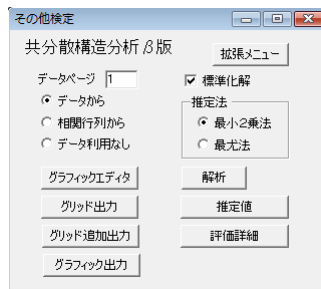 その他検定
共分散構造分析β版
拡張メニュー
データページ 1
標準化解
データから
推定法
相関行列から
最小2乗法
データ利用なし
最尤法
グラフィックエディタ
解析
グリッド出力
推定値
グリッド追加出力
評価詳細
グラフィック出力